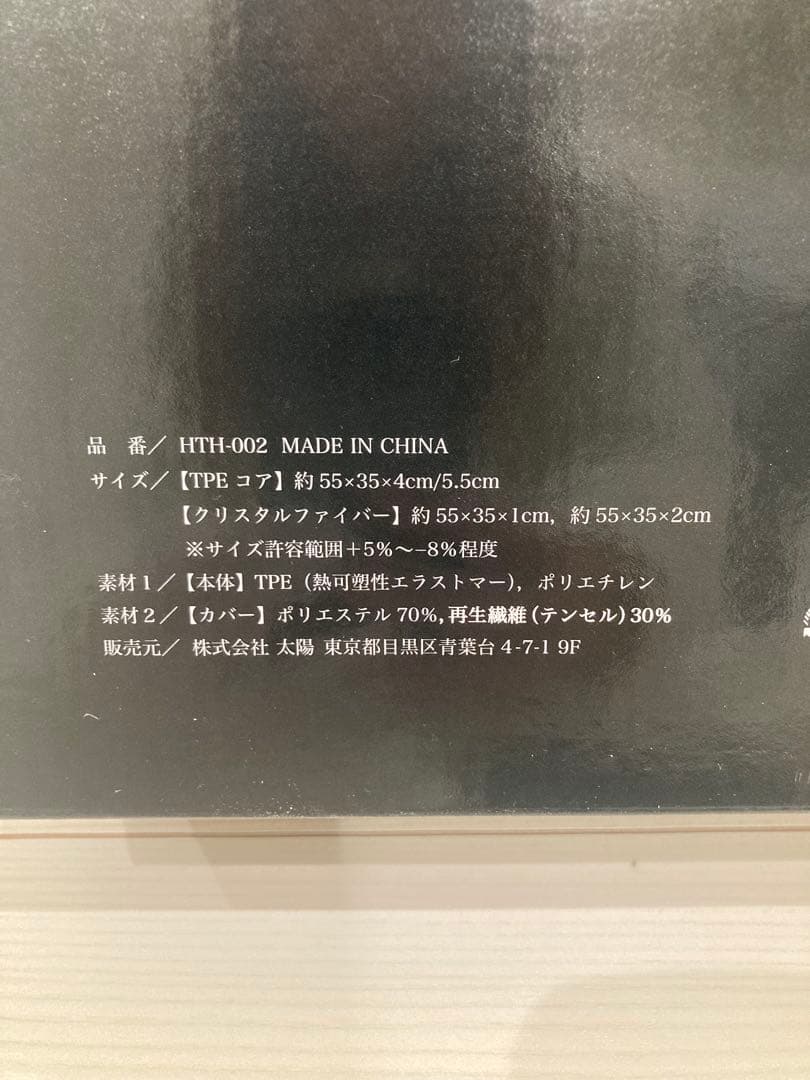 品　番／ HTH-002 MADE IN CHINA
サイズ／【TPE コア】約 55×35×4cm/5.5cm
【クリスタルファイバー】約 55×35×1cm, 約 55×35×2cm
※サイズ許容範囲＋5％〜−8％程度
素材１／【本体】TPE（熱可塑性エラストマー), ポリエチレン
素材２／【カバー】ポリエステル 70％, 再生繊維 (テンセル) 30％
販売元／ 株式会社 太陽 東京都目黒区青葉台 4-7-1 9F